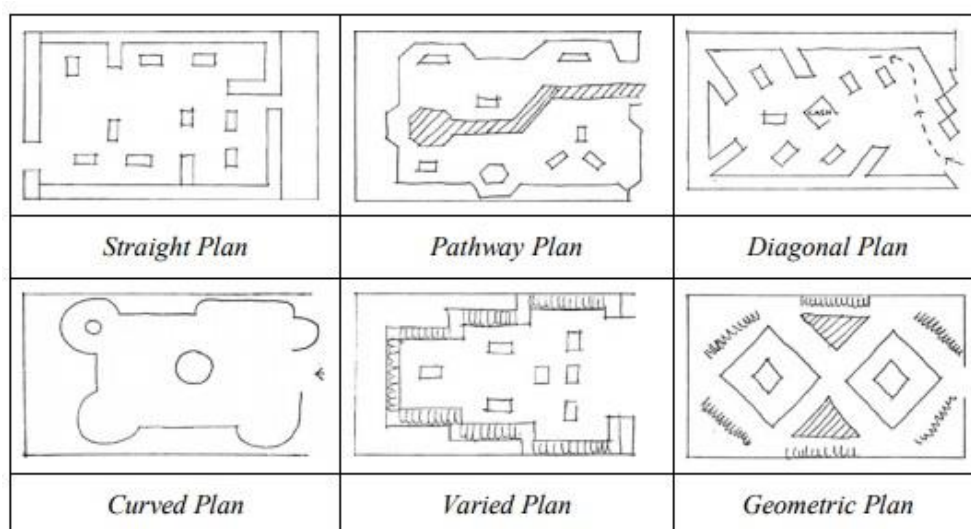 CASH
Straight Plan
Pathway Plan
Diagonal Plan
Curved Plan
Varied Plan
Geometric Plan